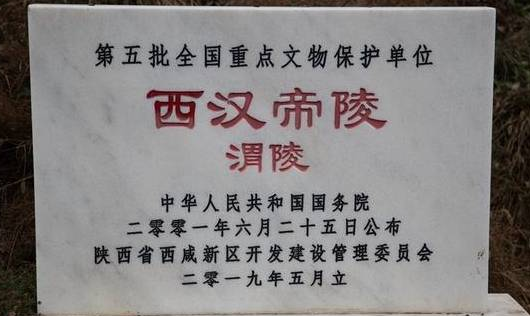 第五批全国重点文物保护单位
西汉帝陵
渭陵
中华人民共和国国务院
二〇〇一年六月二十五日公布
陕西省西咸新区开发建设管理委员会
二〇一九年五月立